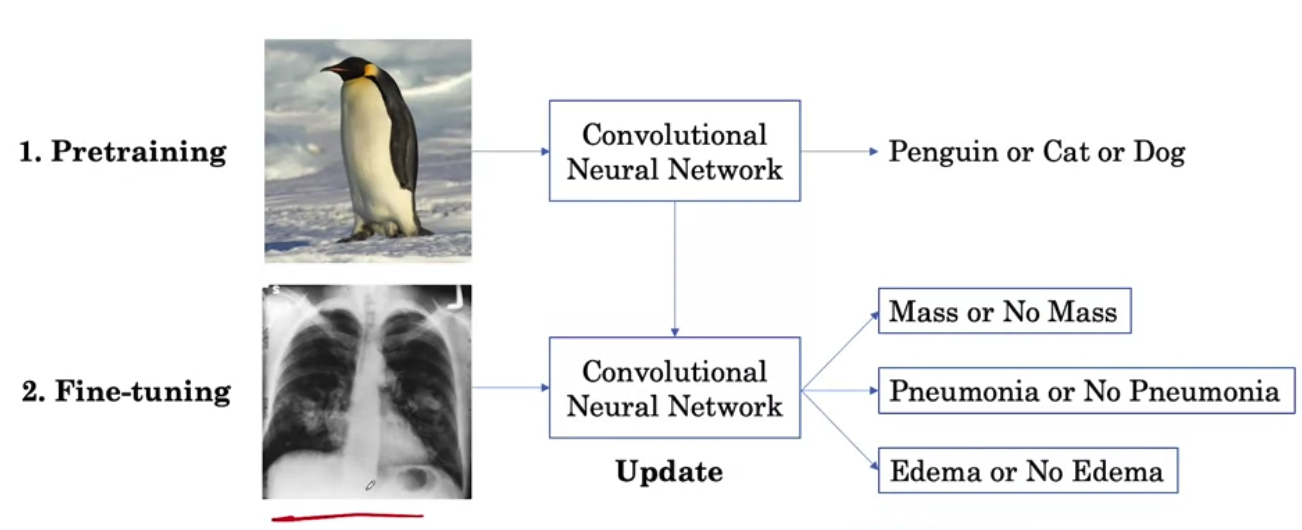 1. Pretraining
Convolutional
Neural Network
Penguin or Cat or Dog
2. Fine-tuning
Convolutional
Neural Network
Update
Mass or No Mass
Pneumonia or No Pneumonia
Edema or No Edema